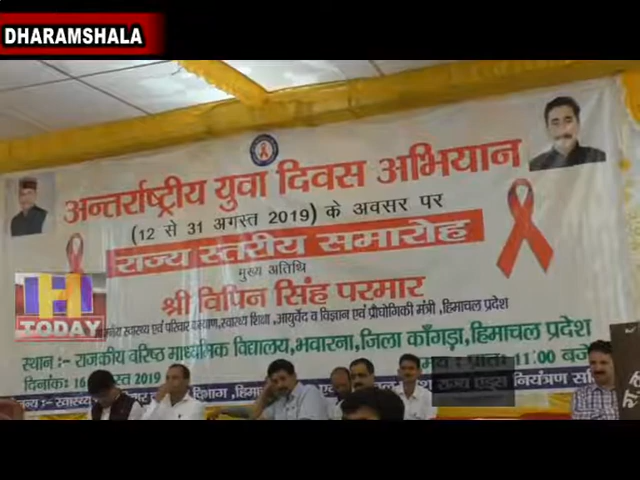 DHARAMSHALA
अन्तर्राष्ट्रीय युवा दिवस अभियान
(12 से 31 अगस्त 2019) के अवसर पर
राज्य स्तरीय समारोह
मुख्य अतिथि
श्री विपिन सिंह परमार
स्वास्थ्य एवं परिवार कल्याण, स्वास्थ्य शिक्षा, आयुर्वेद व विज्ञान एवं प्रौद्योगिकी मंत्री, हिमाचल प्रदेश
H
TODAY
स्थान :- राजकीय वरिष्ठ माध्यमिक विद्यालय, भवारना, जिला काँगड़ा, हिमाचल प्रदेश
दिनांक :- 16 अगस्त 2019 समय :- प्रातः 11:00 बजे
स्वास्थ्य विभाग, राज्य एड्स नियंत्रण